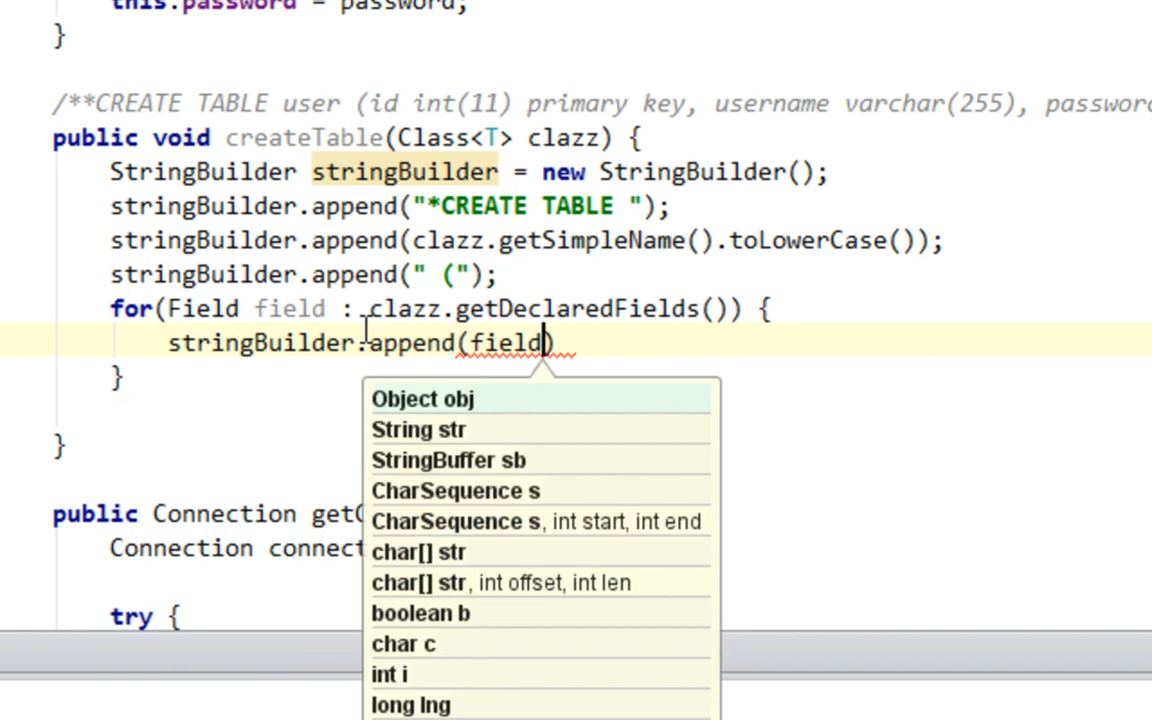 this.password = password;
}
/**CREATE TABLE user (id int(11) primary key, username varchar(255), password
public void createTable(Class<T> clazz) {
StringBuilder stringBuilder = new StringBuilder();
stringBuilder.append("*CREATE TABLE ");
stringBuilder.append(clazz.getSimpleName().toLowerCase());
stringBuilder.append(" (");
for(Field field : clazz.getDeclaredFields()) {
stringBuilder.append(field)
}
Object obj
String str
StringBuffer sb
CharSequence s
CharSequence s, int start, int end
char[] str
char[] str, int offset, int len
boolean b
char c
int i
long lng
}
public Connection get
Connection connect
try {